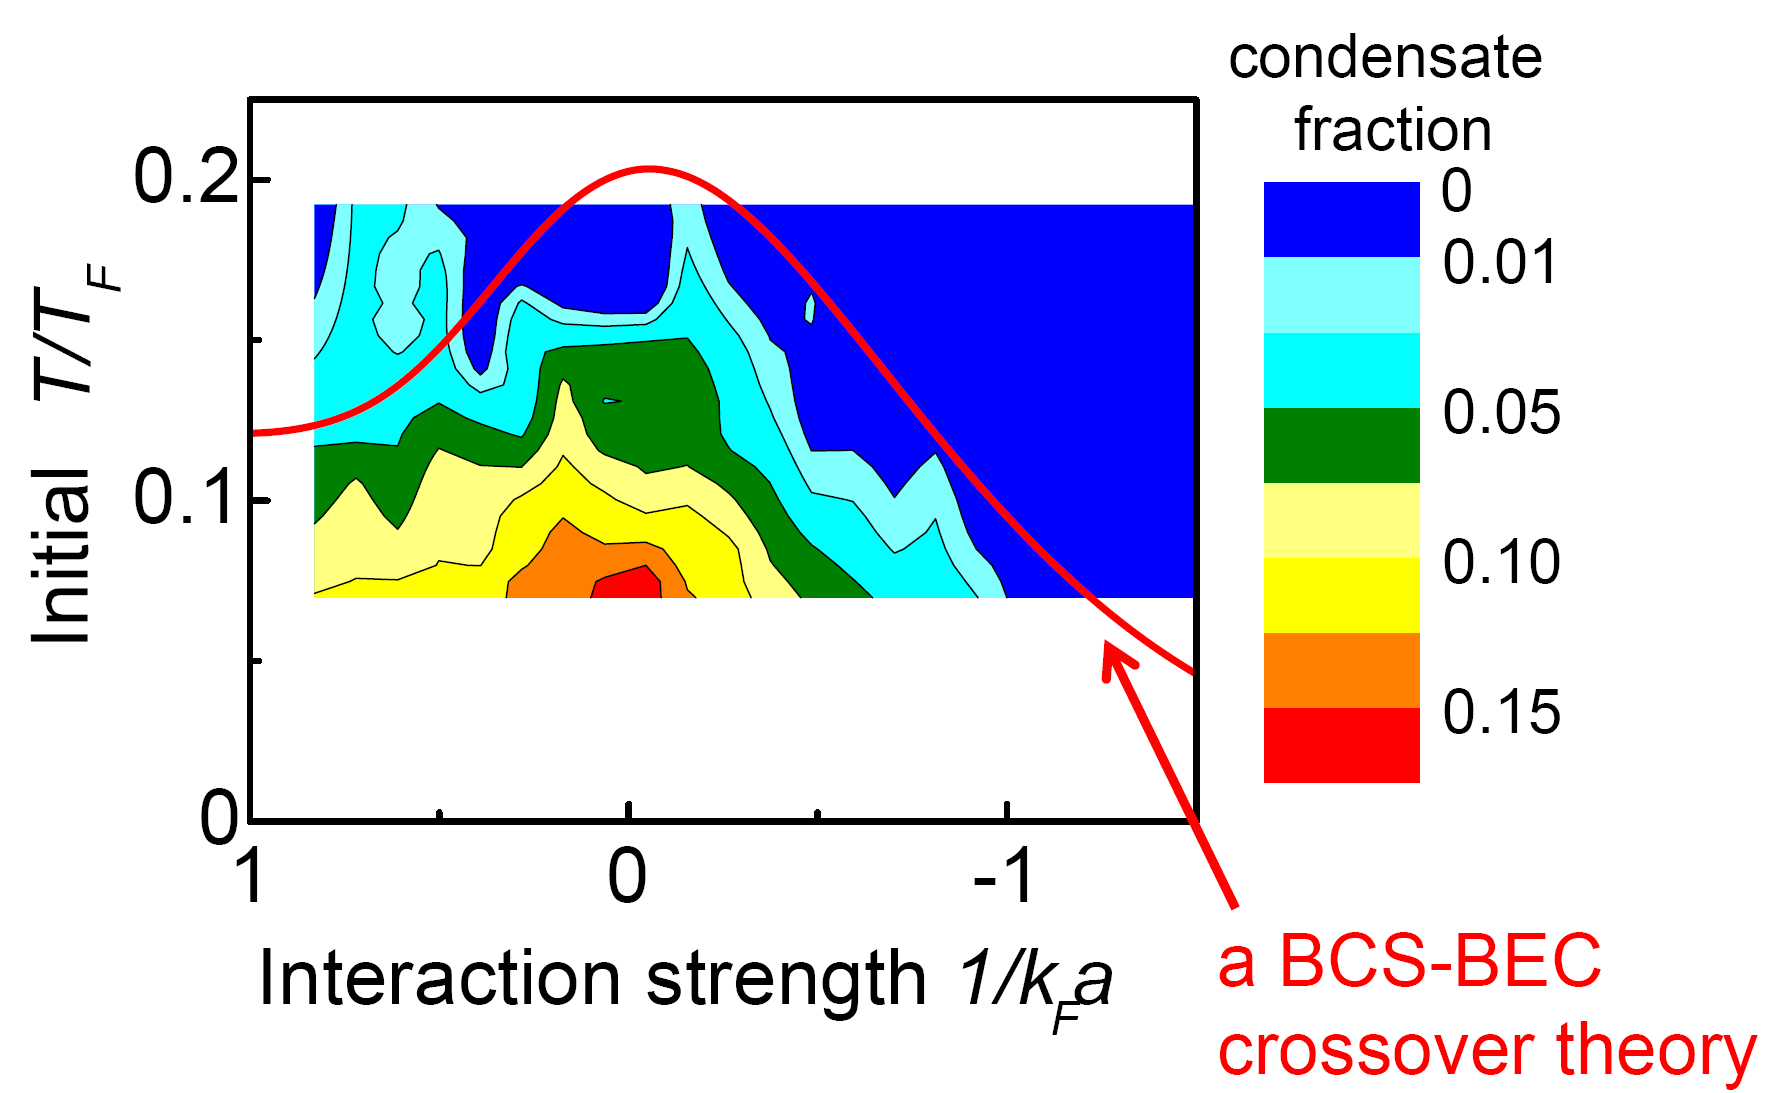 condensate
fraction
0
0.01
0.05
0.10
0.15
Initial T/TF
0.2
0.1
0
1 0 -1
Interaction strength 1/kFa
a BCS-BEC
crossover theory